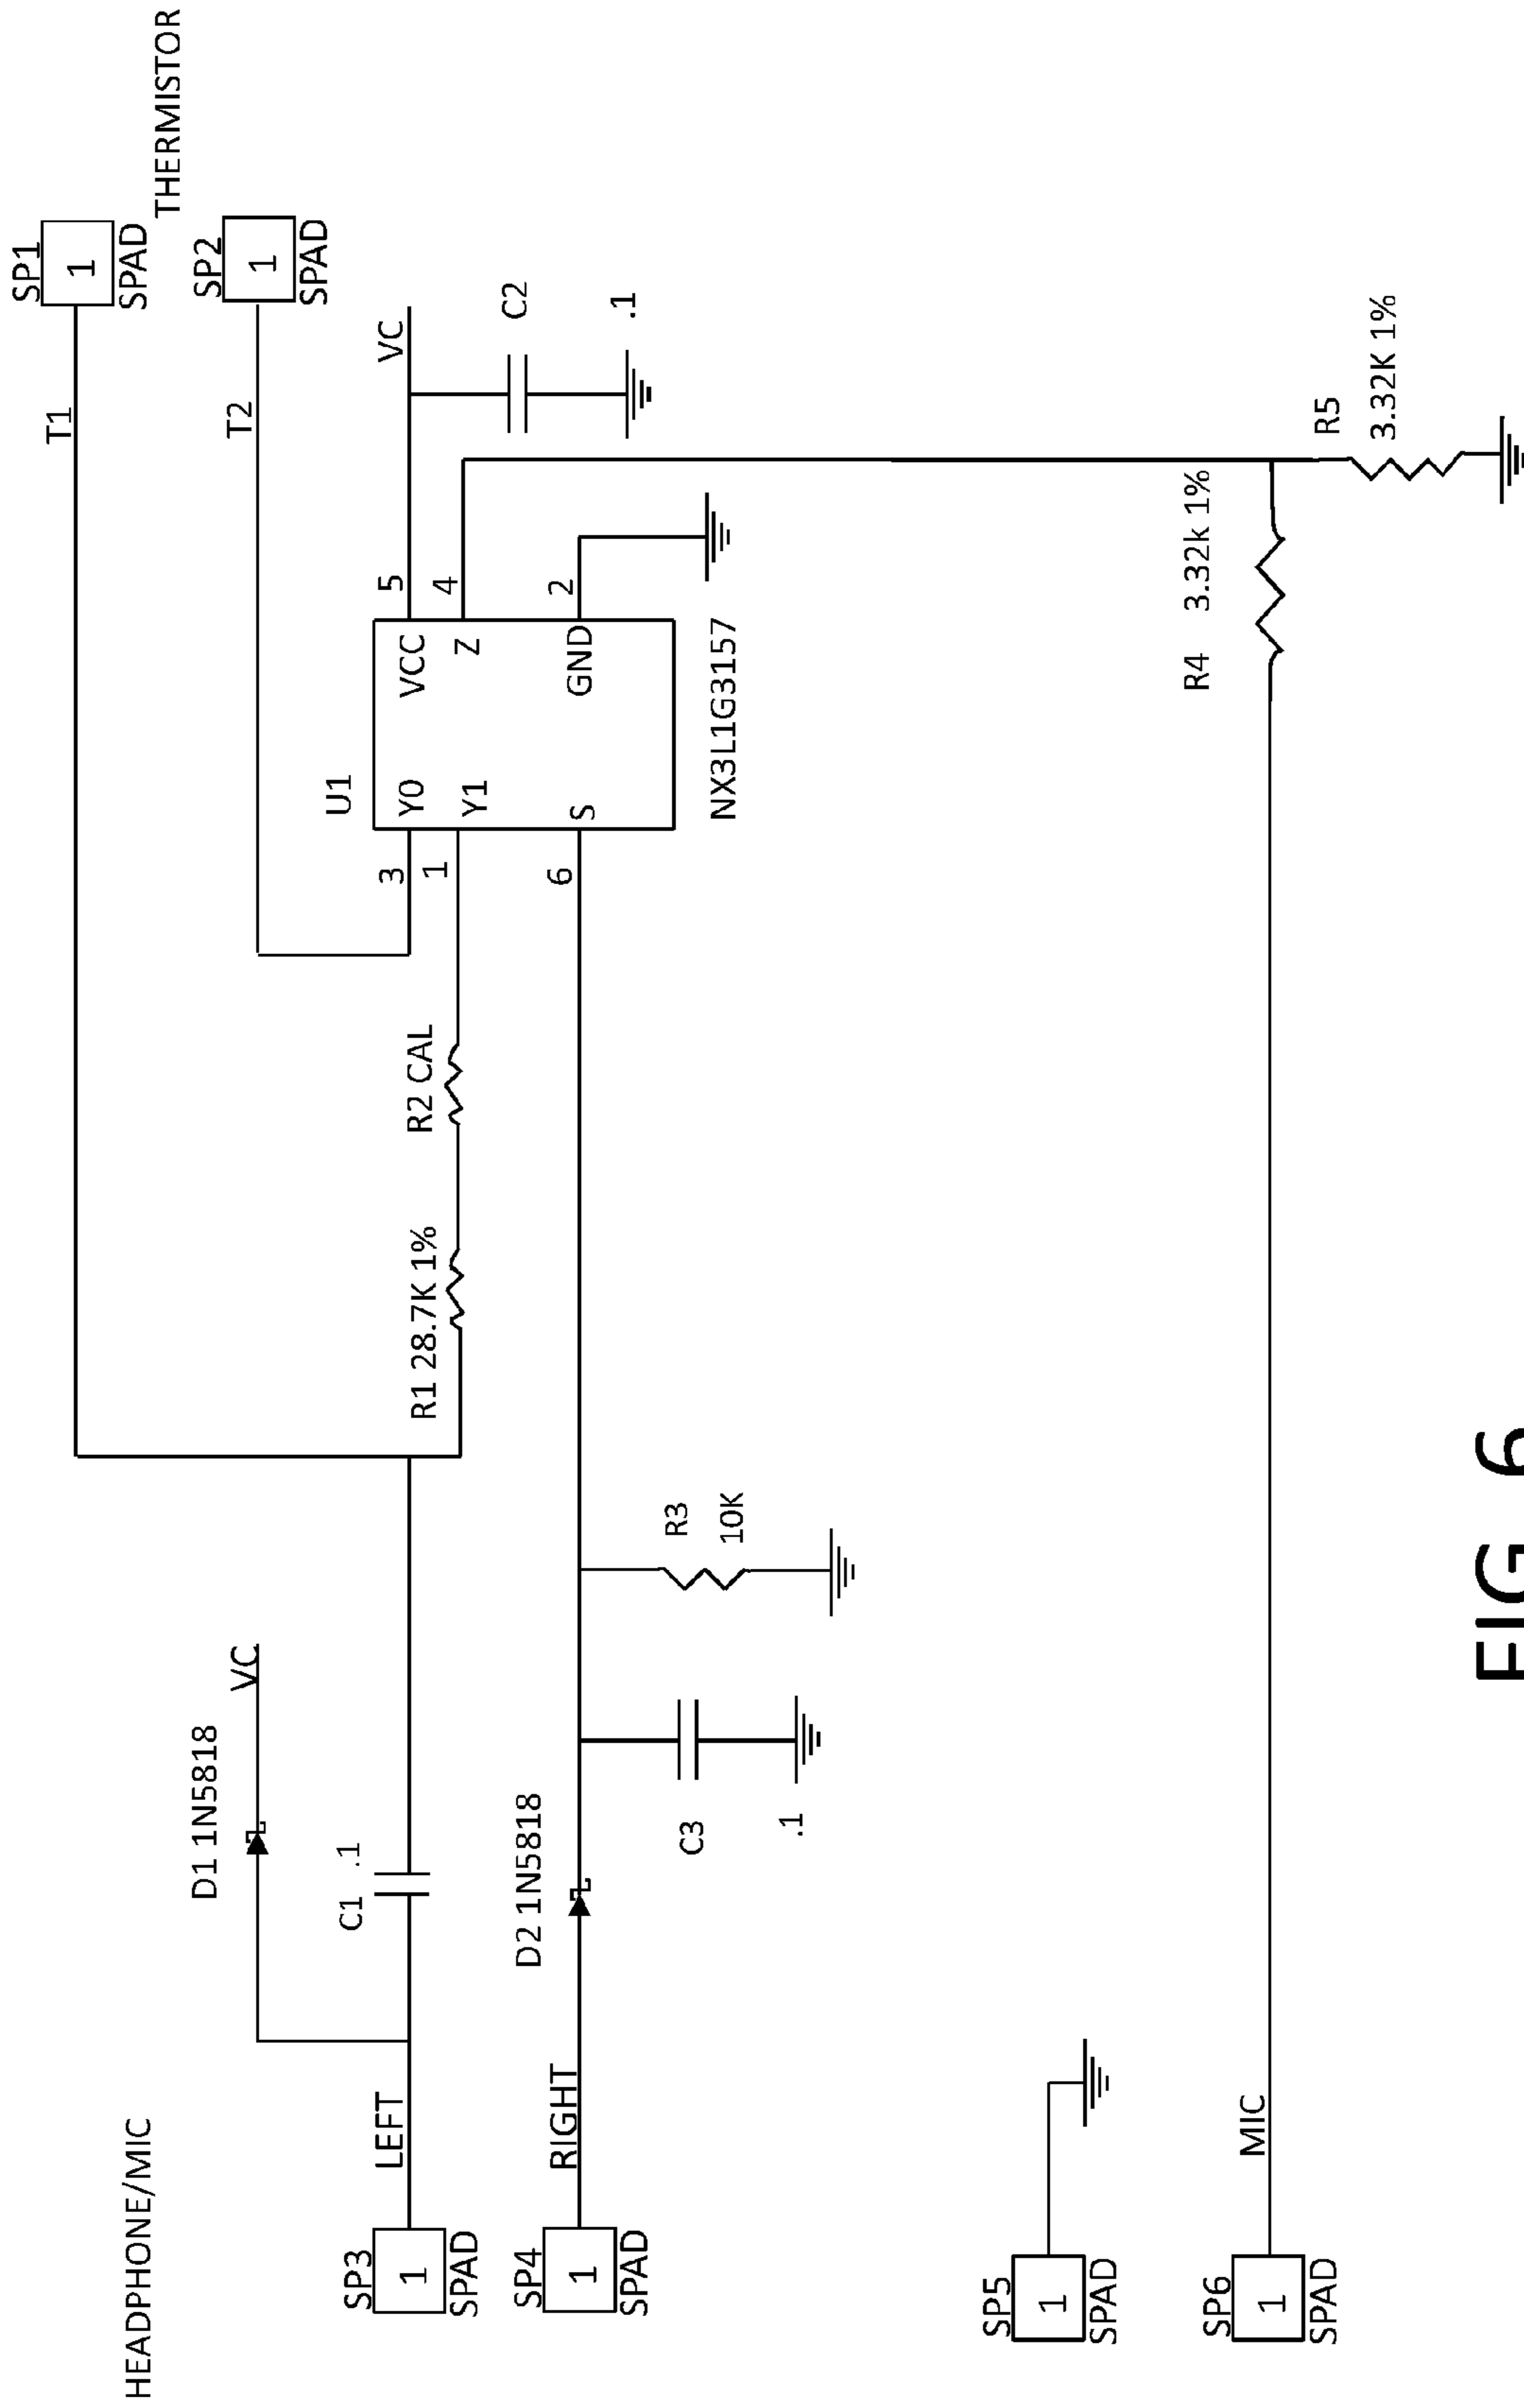 HEADPHONE/MIC
SP3
1
SPAD
LEFT
D1 1N5818
VC
C1 .1
SP4
1
SPAD
RIGHT
D2 1N5818
C3
.1
R3
10K
R1 28.7K 1%
R2 CAL
T1
SP1
1
SPAD
THERMISTOR
T2
SP2
1
SPAD
U1
3
1
6
Y0
Y1
S
VCC
Z
GND
5
4
2
NX3L1G3157
VC
C2
.1
SP5
1
SPAD
SP6
1
SPAD
MIC
R4 3.32k 1%
R5
3.32K 1%
FIG. 6